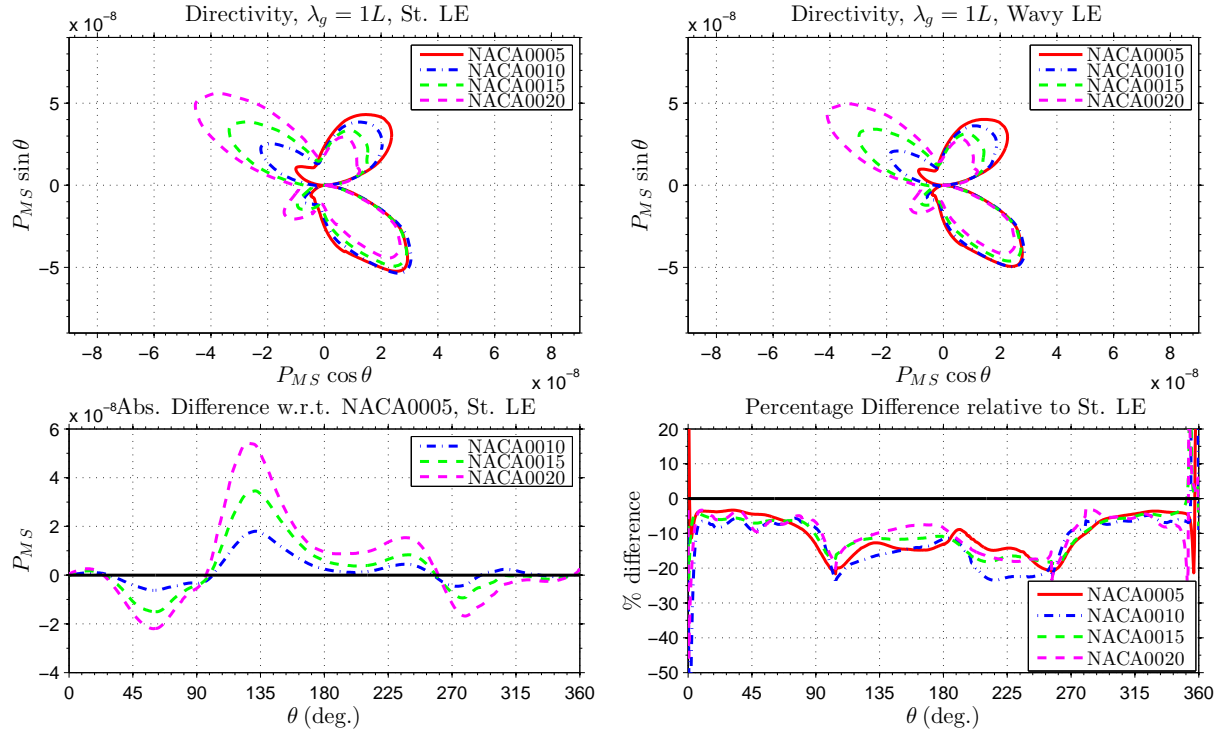 Directivity, λg = 1L, St. LE
x 10⁻⁸
NACA0005
NACA0010
NACA0015
NACA0020
5
0
−5
P_MS sin θ
−8 −6 −4 −2 0 2 4 6 8
x 10⁻⁸
P_MS cos θ
Directivity, λg = 1L, Wavy LE
x 10⁻⁸
NACA0005
NACA0010
NACA0015
NACA0020
5
0
−5
P_MS sin θ
−8 −6 −4 −2 0 2 4 6 8
x 10⁻⁸
P_MS cos θ
x 10⁻⁸
Abs. Difference w.r.t. NACA0005, St. LE
NACA0010
NACA0015
NACA0020
6
4
2
0
−2
−4
P_MS
0 45 90 135 180 225 270 315 360
θ (deg.)
Percentage Difference relative to St. LE
20
10
0
−10
−20
−30
−40
−50
% difference
NACA0005
NACA0010
NACA0015
NACA0020
0 45 90 135 180 225 270 315 360
θ (deg.)